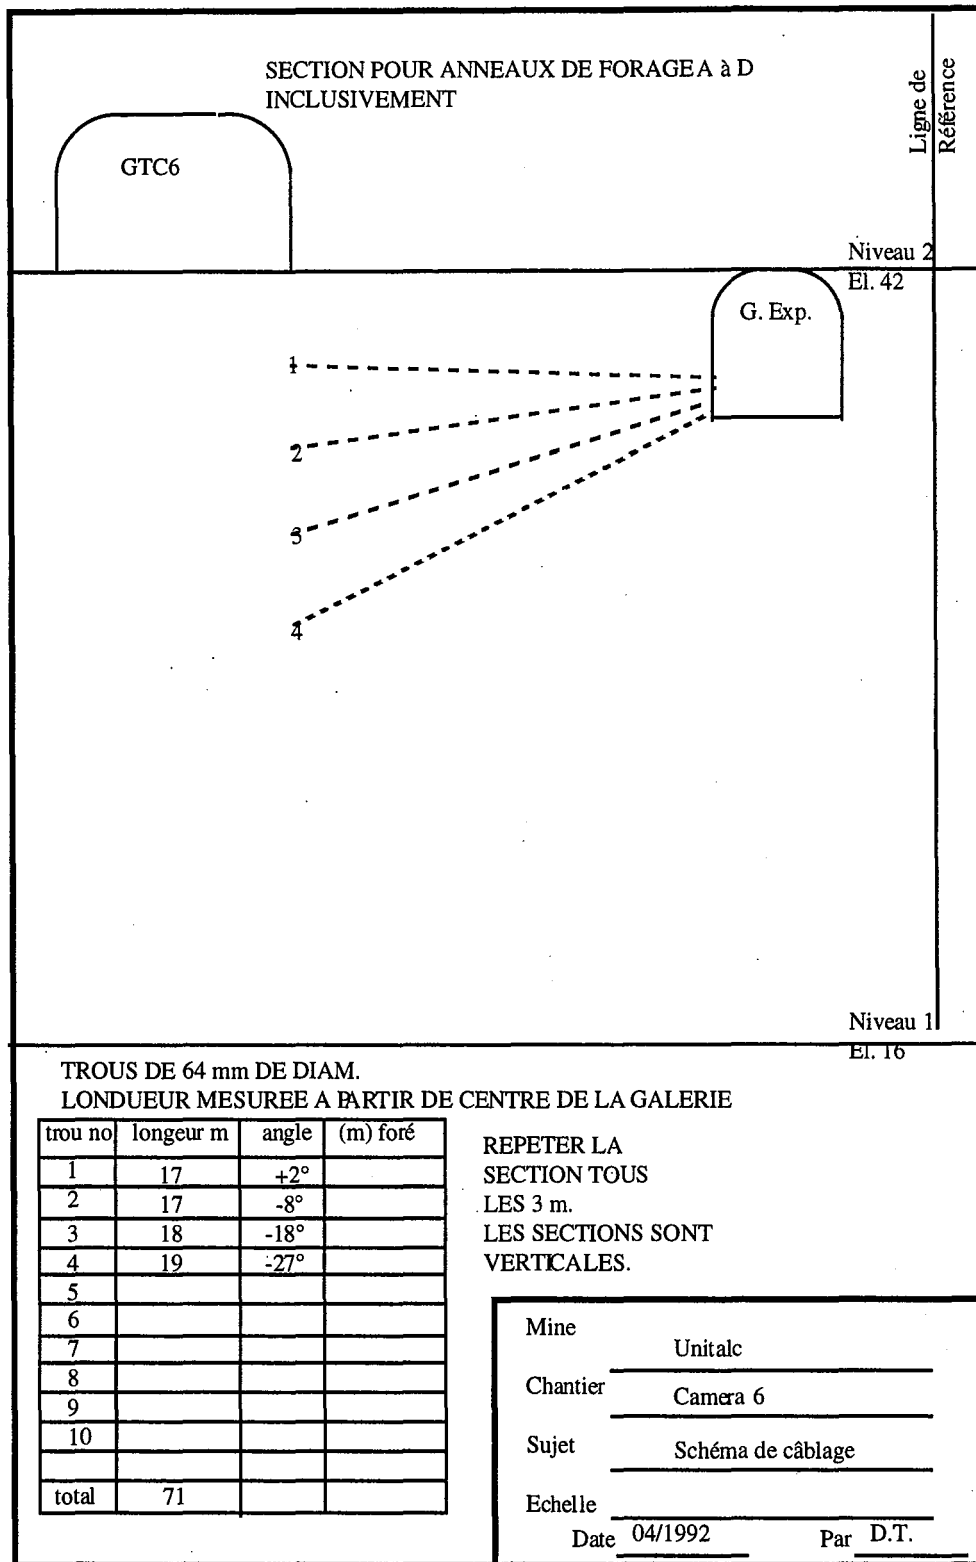 SECTION POUR ANNEAUX DE FORAGE A à D
INCLUSIVEMENT
Ligne de
Référence
GTC6
Niveau 2
El. 42
G. Exp.
1
2
3
4
Niveau 1
El. 16
TROUS DE 64 mm DE DIAM.
LONDUEUR MESUREE A PARTIR DE CENTRE DE LA GALERIE
trou no longeur m angle (m) foré
1 17 +2°
2 17 -8°
3 18 -18°
4 19 -27°
5
6
7
8
9
10
total 71
REPETER LA
SECTION TOUS
LES 3 m.
LES SECTIONS SONT
VERTICALES.
Mine Unitalc
Chantier Camera 6
Sujet Schéma de câblage
Echelle
Date 04/1992 Par D.T.